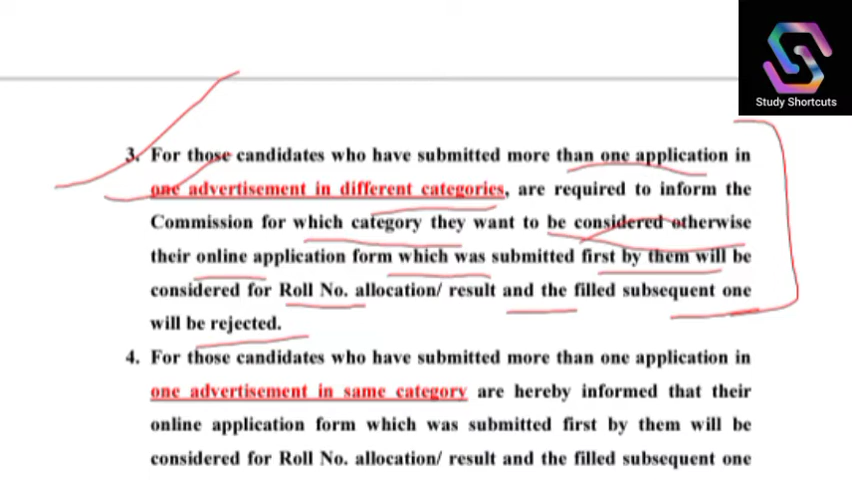 Study Shortcuts
3. For those candidates who have submitted more than one application in
one advertisement in different categories, are required to inform the
Commission for which category they want to be considered otherwise
their online application form which was submitted first by them will be
considered for Roll No. allocation/ result and the filled subsequent one
will be rejected.
4. For those candidates who have submitted more than one application in
one advertisement in same category are hereby informed that their
online application form which was submitted first by them will be
considered for Roll No. allocation/ result and the filled subsequent one